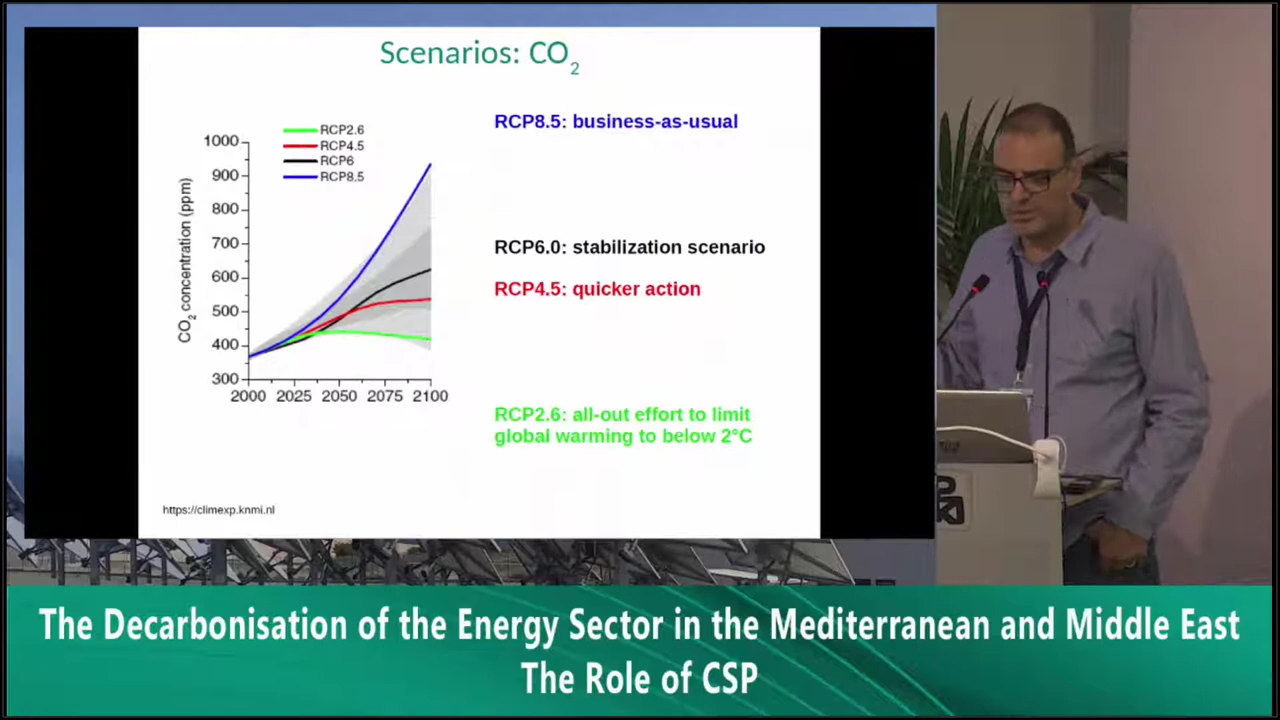 Scenarios: CO2
RCP2.6
RCP4.5
RCP6
RCP8.5
1000
900
800
700
600
500
400
300
CO2 concentration (ppm)
2000 2025 2050 2075 2100
RCP8.5: business-as-usual
RCP6.0: stabilization scenario
RCP4.5: quicker action
RCP2.6: all-out effort to limit
global warming to below 2°C
https://climexp.knmi.nl
The Decarbonisation of the Energy Sector in the Mediterranean and Middle East
The Role of CSP